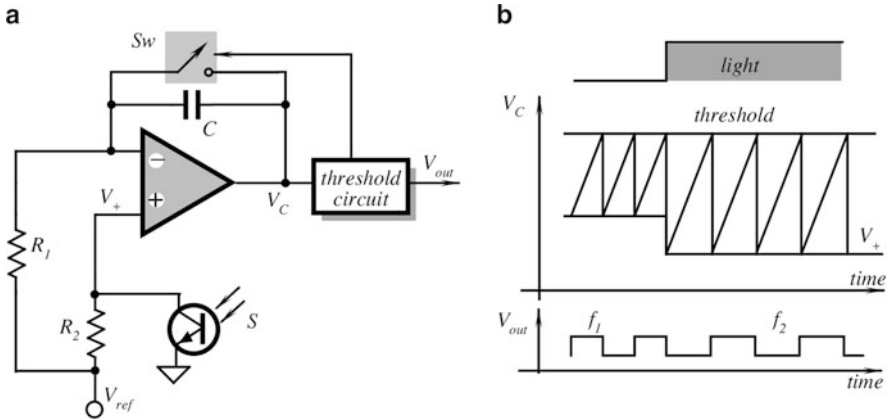 a
Sw
C
−
+
V+
VC
threshold
circuit
Vout
R1
R2
S
Vref
b
light
VC
threshold
V+
time
Vout
f1
f2
time